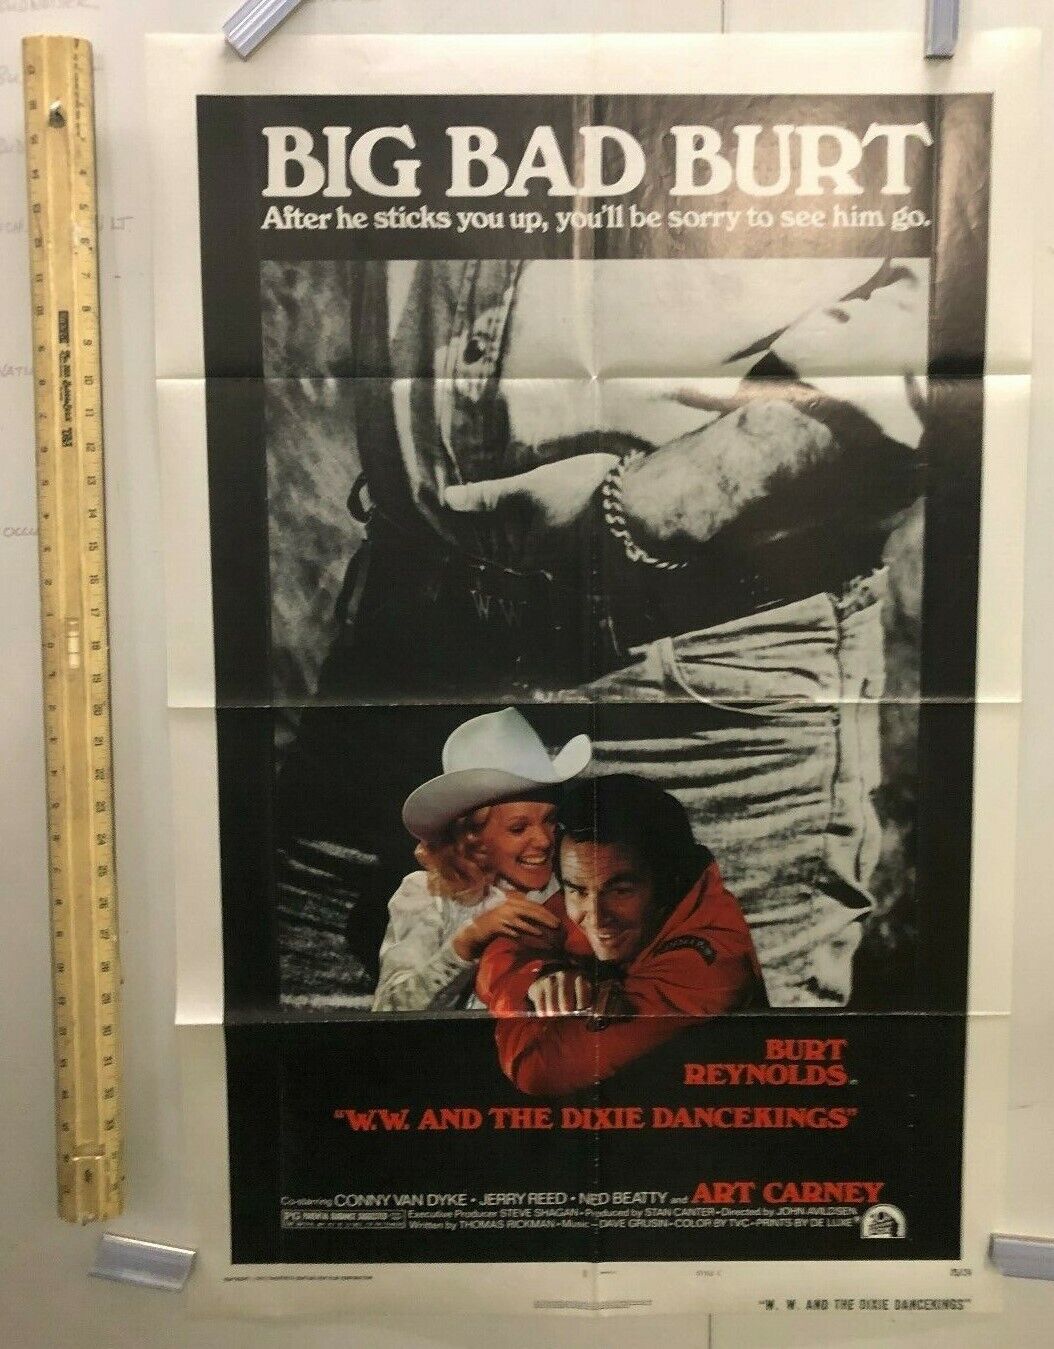 BIG BAD BURT
After he sticks you up, you'll be sorry to see him go.
W W
BURT
REYNOLDS
"W.W. AND THE DIXIE DANCEKINGS"
Co-starring CONNY VAN DYKE • JERRY REED • NED BEATTY and ART CARNEY
Executive Producer STEVE SHAGAN • Produced by STAN CANTER • Directed by JOHN AVILDSEN
Written by THOMAS RICKMAN • Music — DAVE GRUSIN • COLOR BY TVC • PRINTS BY DE LUXE®
PG
STYLE C
"W. W. AND THE DIXIE DANCEKINGS"